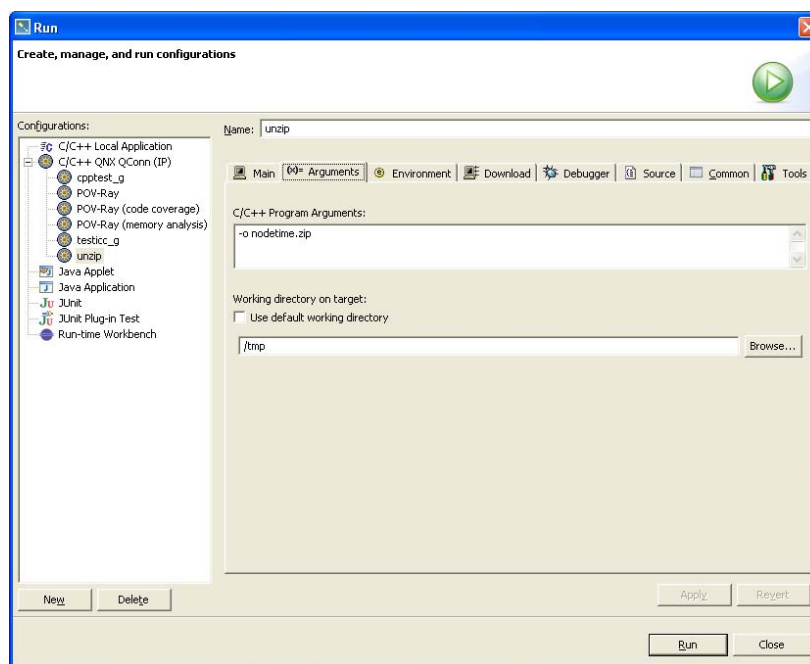 Run
Create, manage, and run configurations
Configurations:
C/C++ Local Application
C/C++ QNX QConn (IP)
cpptest_g
POV-Ray
POV-Ray (code coverage)
POV-Ray (memory analysis)
testicc_g
unzip
Java Applet
Java Application
JUnit
JUnit Plug-in Test
Run-time Workbench
New Delete
Name: unzip
Main (x)= Arguments Environment Download Debugger Source Common Tools
C/C++ Program Arguments:
-o nodetime.zip
Working directory on target:
Use default working directory
/tmp Browse...
Apply Revert
Run Close